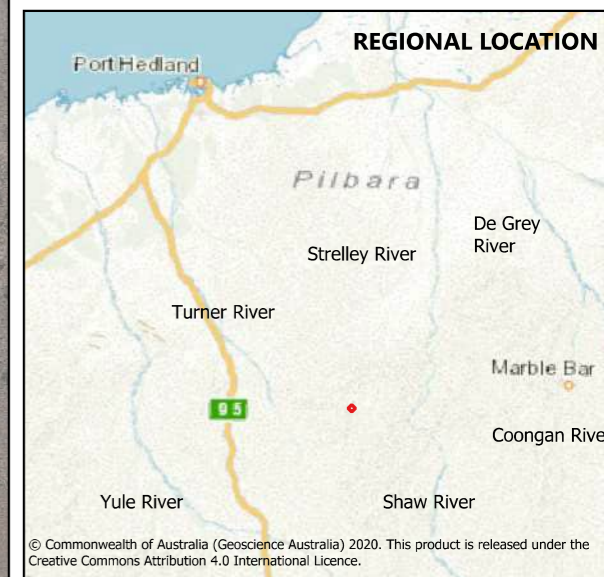 REGIONAL LOCATION
Port Hedland
Pilbara
De Grey
River
Strelley River
Turner River
Marble Bar
95
Coongan Rive
Yule River
Shaw River
© Commonwealth of Australia (Geoscience Australia) 2020. This product is released under the
Creative Commons Attribution 4.0 International Licence.